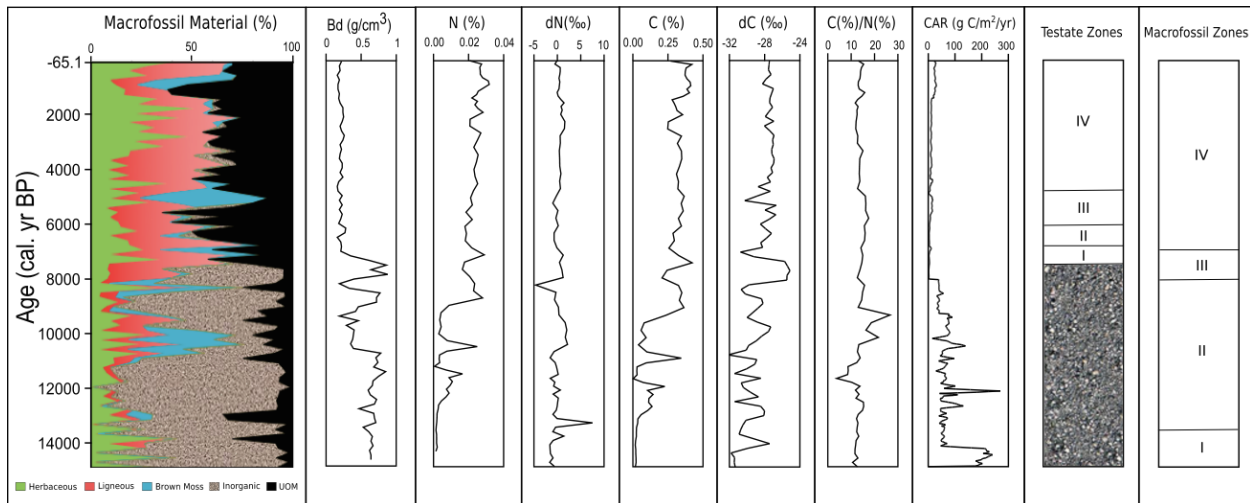 Macrofossil Material (%)
Bd (g/cm³)
N (%)
dN(‰)
C (%)
dC (‰)
C(%)/N(%)
CAR (g C/m²/yr)
Testate Zones
Macrofossil Zones
0 50 100
0 0.5 1
0.00 0.02 0.04
-5 0 5 10
0.00 0.25 0.50
-32 -28 -24
0 10 20 30
0 100 200 300
Age (cal. yr BP)
-65.1
2000
4000
6000
8000
10000
12000
14000
IV
III
II
I
IV
III
II
I
Herbaceous Ligneous Brown Moss Inorganic UOM